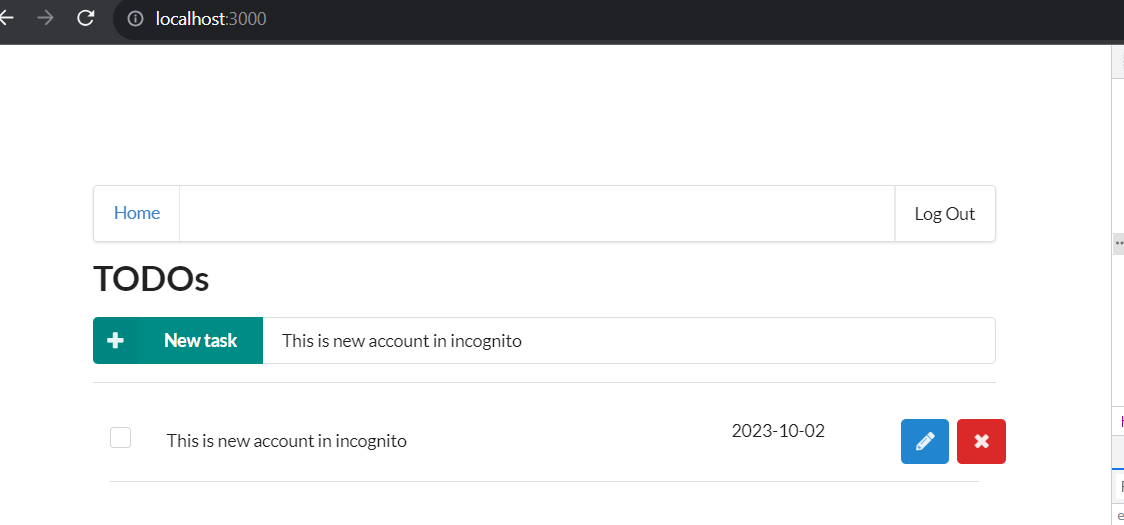 localhost:3000
Home
Log Out
TODOs
New task
This is new account in incognito
This is new account in incognito
2023-10-02